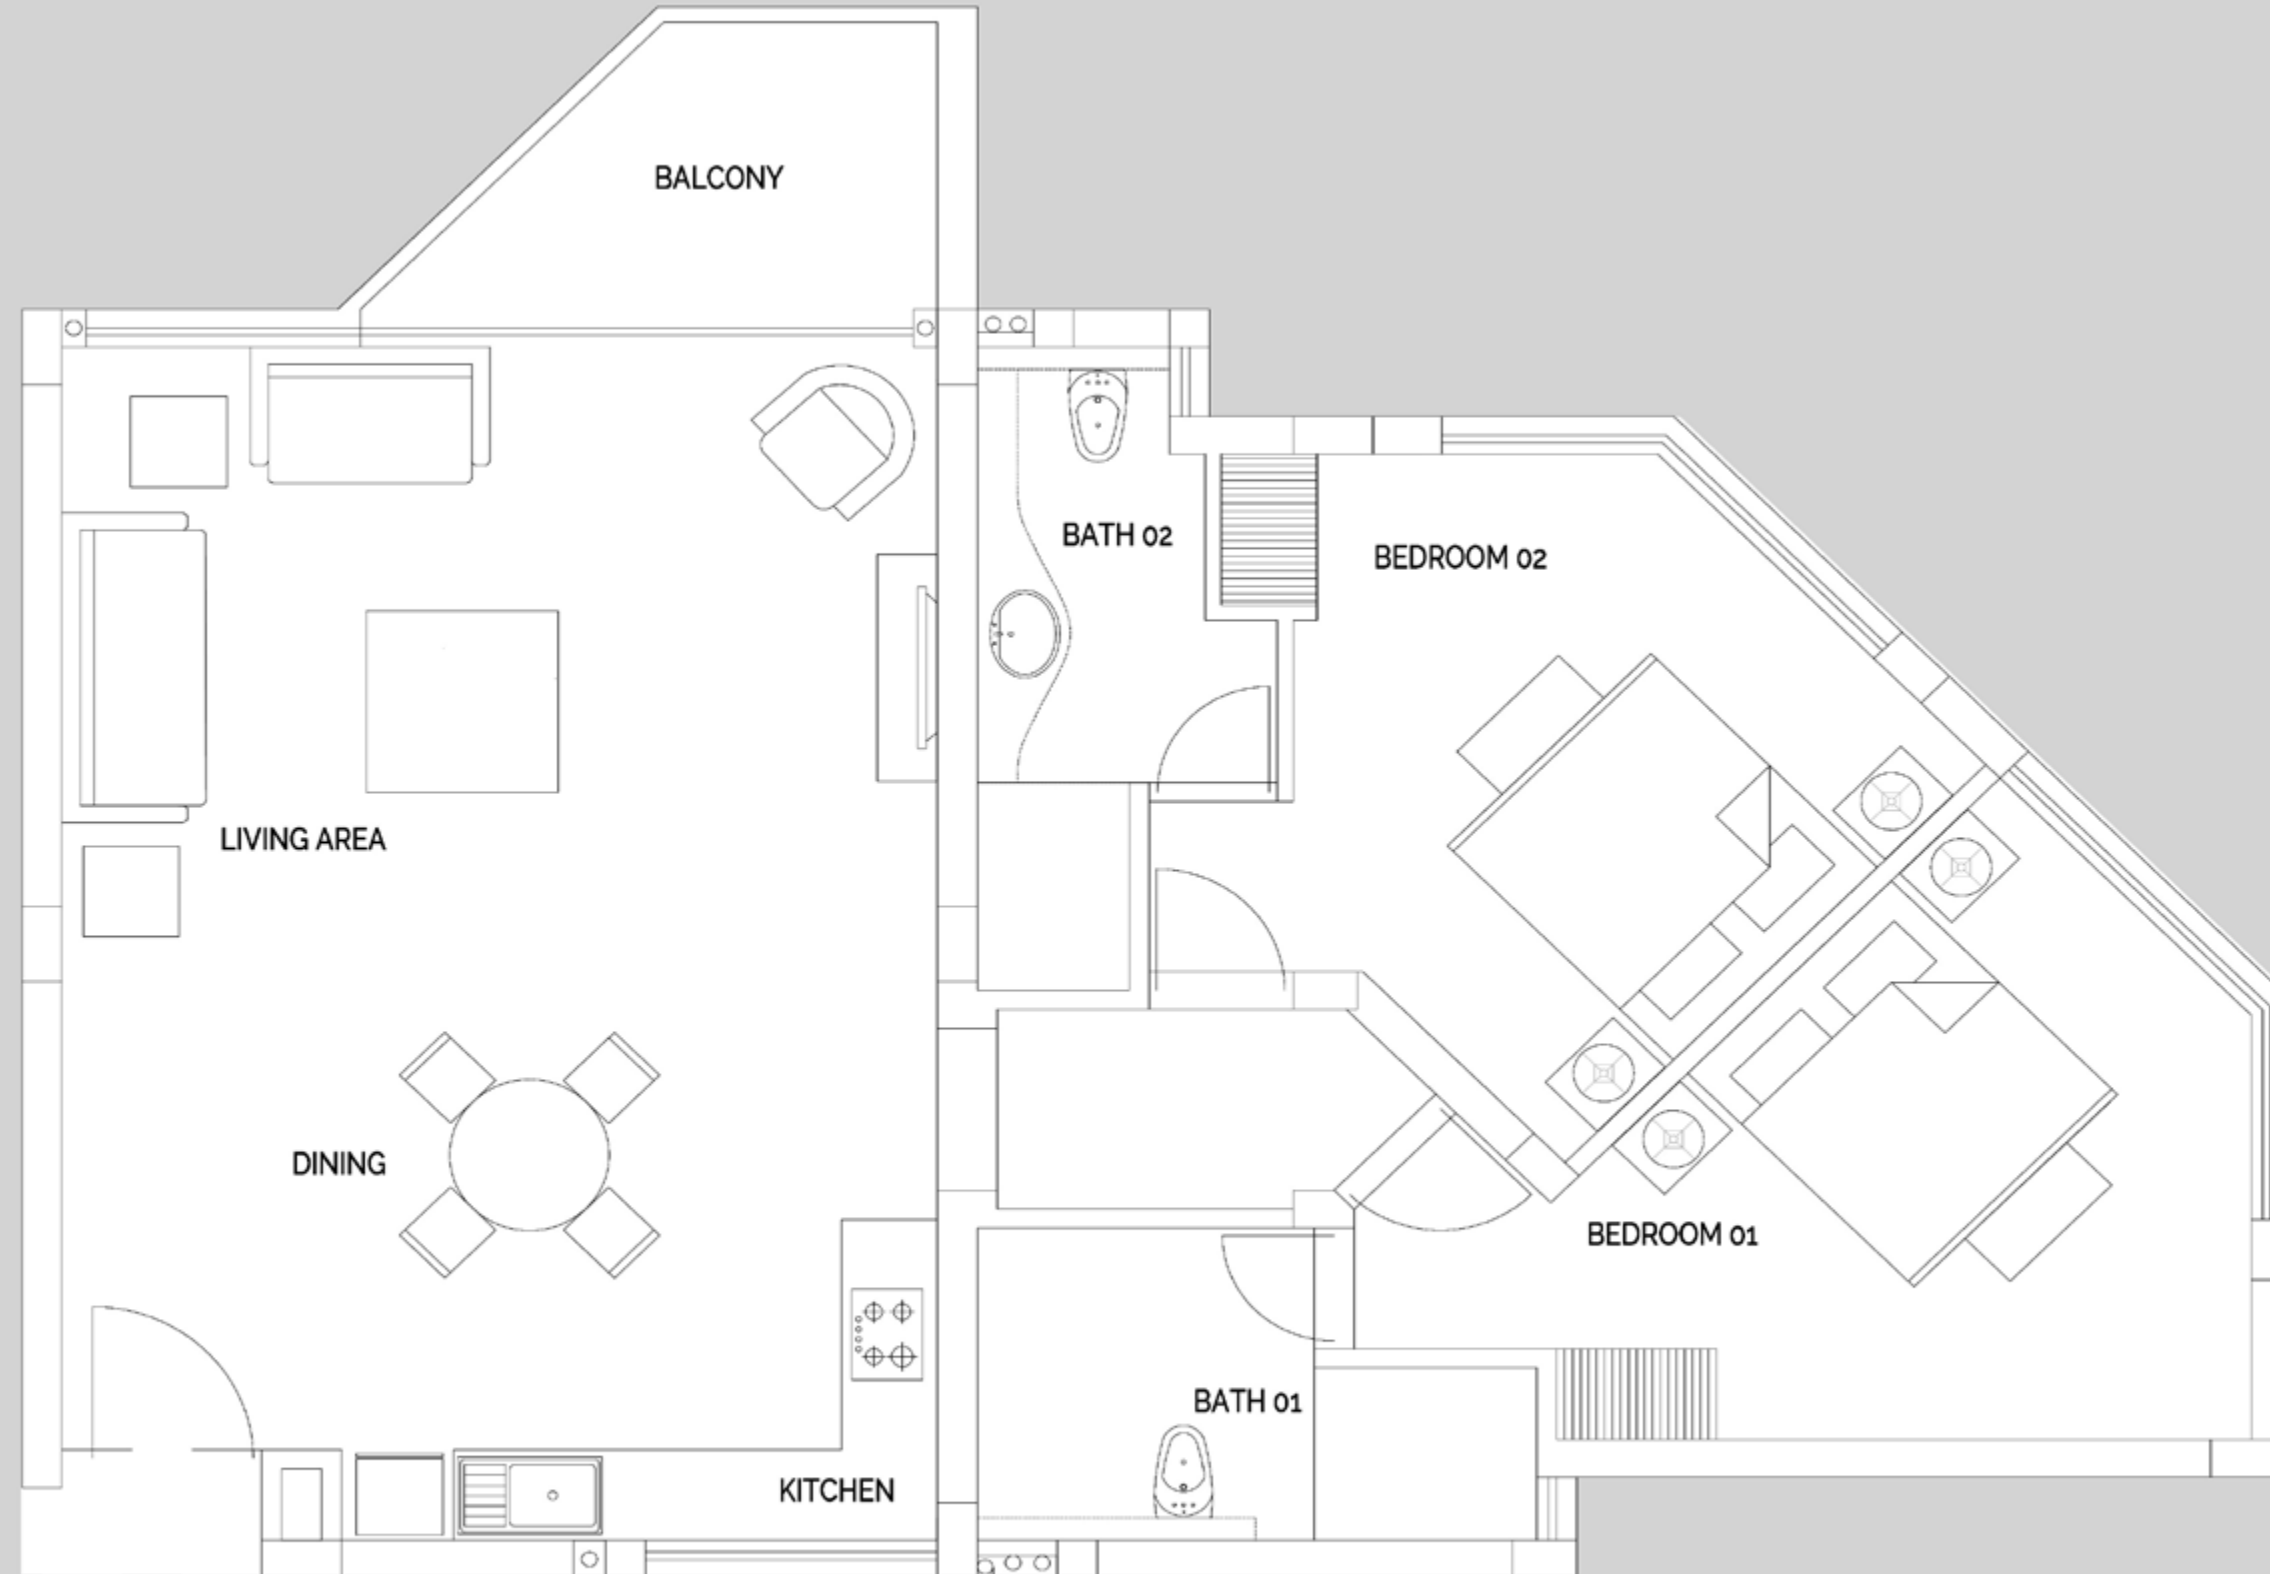 BALCONY
BATH 02
BEDROOM 02
LIVING AREA
DINING
BEDROOM 01
BATH 01
KITCHEN